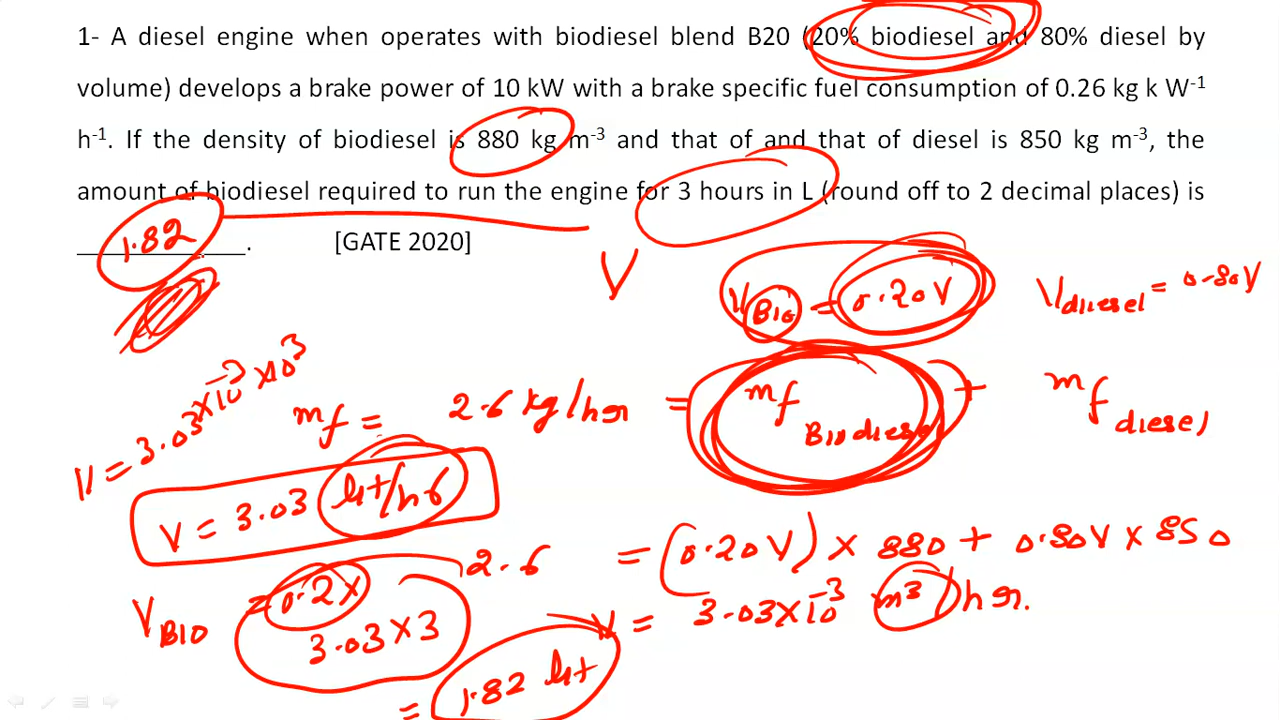 1- A diesel engine when operates with biodiesel blend B20 (20% biodiesel and 80% diesel by
volume) develops a brake power of 10 kW with a brake specific fuel consumption of 0.26 kg k W⁻¹
h⁻¹. If the density of biodiesel is 880 kg m⁻³ and that of and that of diesel is 850 kg m⁻³, the
amount of biodiesel required to run the engine for 3 hours in L (round off to 2 decimal places) is
1.82 ____________. [GATE 2020]
V
V Bio = 0.20V
V diesel = 0.80V
V = 3.03×10⁻³×10³
mf = 2.6 kg/hr = mf Biodiesel + mf diesel
V = 3.03 lit/hr
2.6 = (0.20V) × 880 + 0.80V × 850
V = 3.03×10⁻³ m³/hr.
V BIO = 0.2×
3.03×3
= 1.82 lit